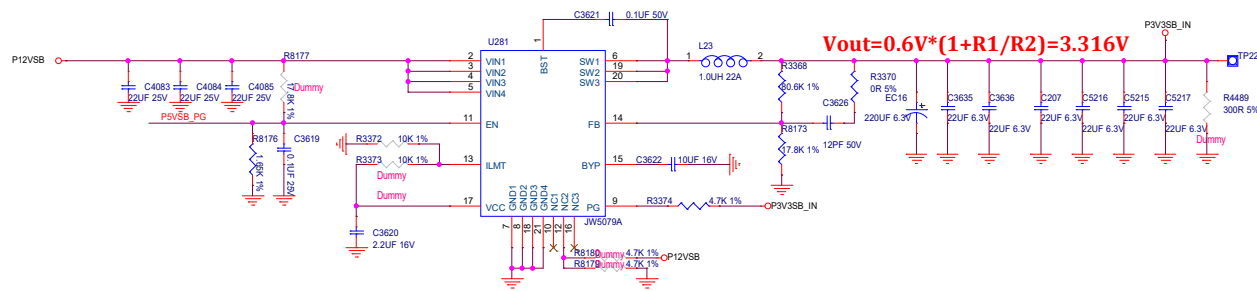 C3621
0.1UF 50V
P3V3SB_IN
U281
1
BST
Vout=0.6V*(1+R1/R2)=3.316V
P12VSB
R8177
2
3
4
5
VIN1
VIN2
VIN3
VIN4
SW1
SW2
SW3
6
19
20
1
L23
2
1.0UH 22A
TP22
C4083
22UF 25V
C4084
22UF 25V
C4085
22UF 25V
Dummy
17.8K 1%
R3368
80.6K 1%
R3370
0R 5%
C3626
12PF 50V
EC16
220UF 6.3V
C3635
22UF 6.3V
C3636
22UF 6.3V
C207
22UF 6.3V
C5216
22UF 6.3V
C5215
22UF 6.3V
C5217
22UF 6.3V
R4489
300R 5%
Dummy
P5VSB_PG
11
EN
FB
14
R8176
1.69K 1%
C3619
0.1UF 25V
R3372
10K 1%
R3373
10K 1%
Dummy
Dummy
13
ILMT
BYP
15
C3622
10UF 16V
R8173
17.8K 1%
17
VCC
PG
9
R3374
4.7K 1%
P3V3SB_IN
GND1
GND2
GND3
GND4
NC1
NC2
NC3
JW5079A
7
8
18
21
10
12
16
C3620
2.2UF 16V
R8180
Dummy
4.7K 1%
P12VSB
R8179
Dummy
4.7K 1%